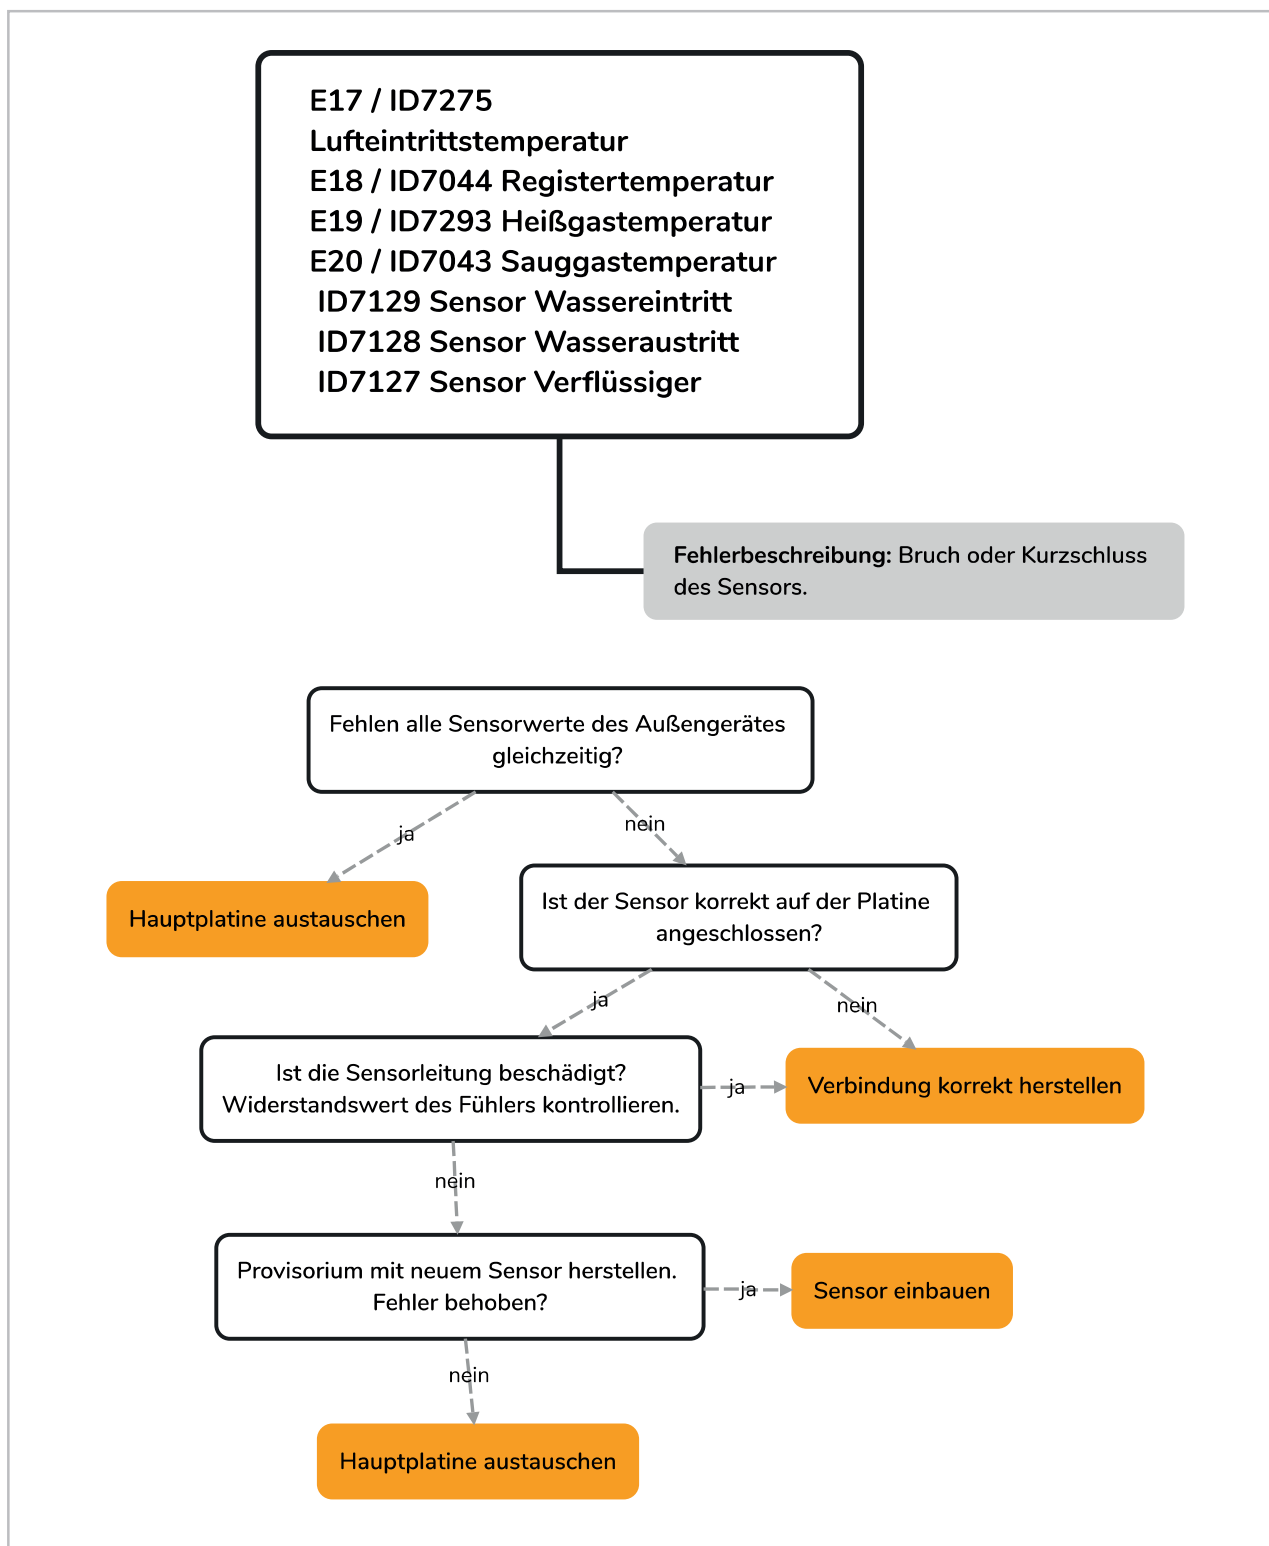 E17 / ID7275
Lufteintrittstemperatur
E18 / ID7044 Registertemperatur
E19 / ID7293 Heißgastemperatur
E20 / ID7043 Sauggastemperatur
ID7129 Sensor Wassereintritt
ID7128 Sensor Wasseraustritt
ID7127 Sensor Verflüssiger
Fehlerbeschreibung: Bruch oder Kurzschluss
des Sensors.
Fehlen alle Sensorwerte des Außengerätes
gleichzeitig?
ja
nein
Hauptplatine austauschen
Ist der Sensor korrekt auf der Platine
angeschlossen?
ja
nein
Ist die Sensorleitung beschädigt?
Widerstandswert des Fühlers kontrollieren.
ja
Verbindung korrekt herstellen
nein
Provisorium mit neuem Sensor herstellen.
Fehler behoben?
ja
Sensor einbauen
nein
Hauptplatine austauschen